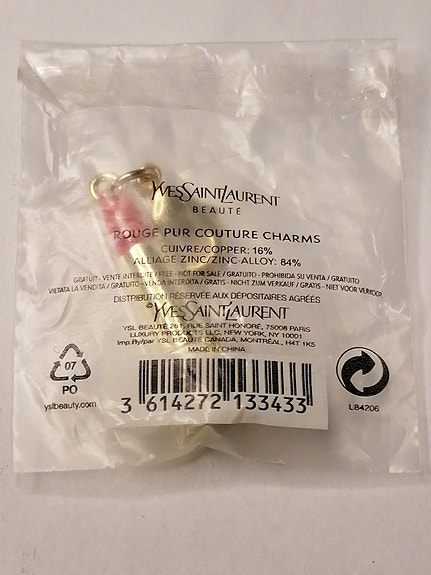 YVESSAINTLAURENT
BEAUTÉ
ROUGE PUR COUTURE CHARMS
CUIVRE/COPPER: 16%
ALLIAGE ZINC/ZINC-ALLOY: 84%
GRATUIT - VENTE INTERDITE / FREE - NOT FOR SALE / GRATUITO - PROHIBIDA SU VENTA / GRATUITO
VIETATA LA VENDITA / GRATUITO - VENDA INTERDITA / GRATIS - NICHT ZUM VERKAUF / GRATIS - NIET VOOR VERKOOP
DISTRIBUTION RÉSERVÉE AUX DÉPOSITAIRES AGRÉÉS
©YVESSAINTLAURENT
YSL BEAUTÉ 261, RUE SAINT HONORÉ, 75008 PARIS
LUXURY PRODUCTS LLC, NEW YORK, NY 10001
Imp.By/par YSL BEAUTÉ CANADA, MONTRÉAL, H4T 1K5
MADE IN CHINA
07
PO
yslbeauty.com
3 614272 133433
L84206